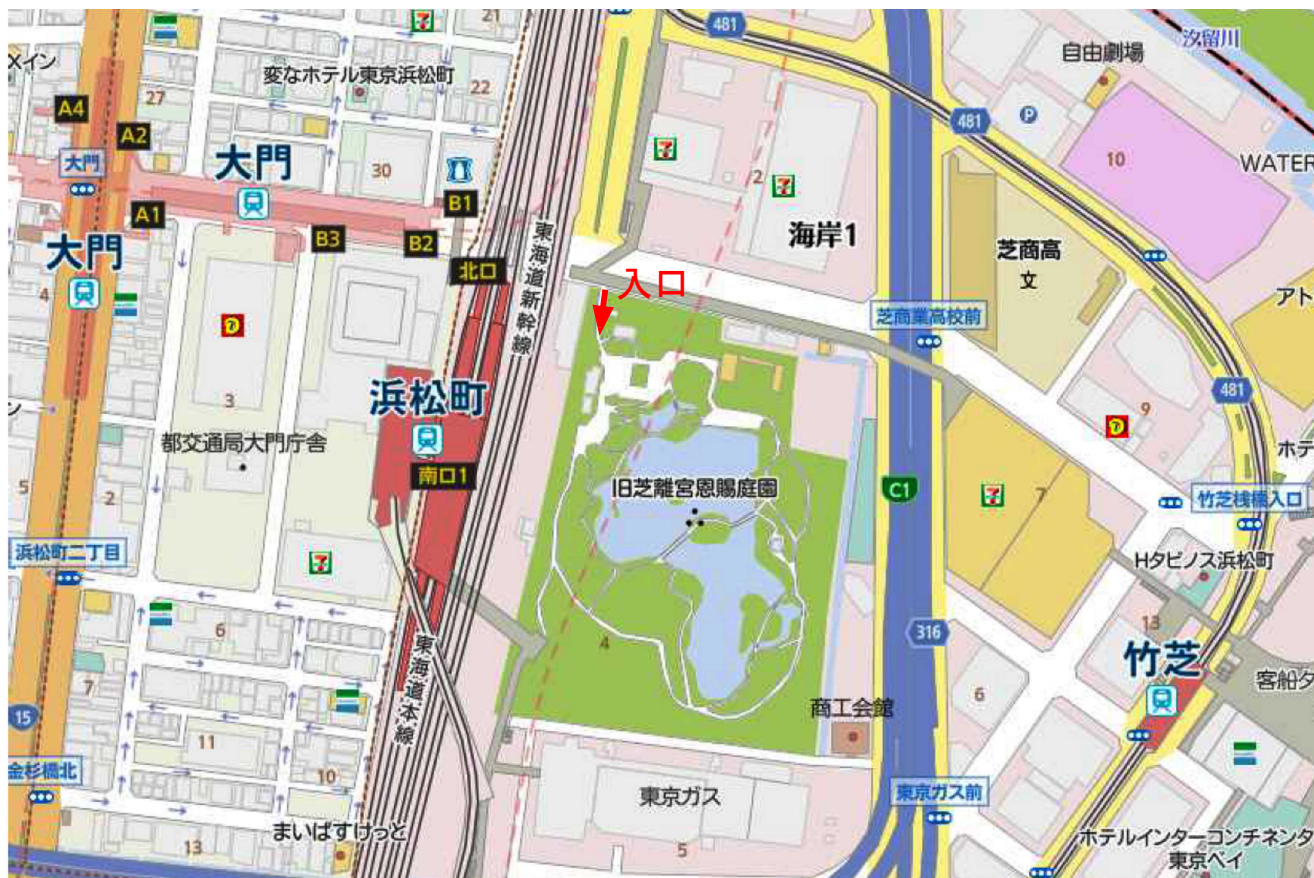 21
481
汐留川
自由劇場
メイン
変なホテル東京浜松町
22
27
A4
A2
481
P
大門
大門
30
2
10
WATER
A1
B3
B1
B2
海岸1
芝商高
文
大門
4
北口
東海道新幹線
入口
アト
芝商業高校前
浜松町
3
481
9
ン
都交通局大門庁舎
ホテ
南口1
旧芝離宮恩賜庭園
C1
7
竹芝桟橋入口
5
2
浜松町二丁目
Hタビノス浜松町
6
4
316
13
竹芝
7
東海道本線
6
客船タ
15
商工会館
11
金杉橋北
10
東京ガス
東京ガス前
まいばすけっと
13
5
ホテルインターコンチネンタ
東京ベイ